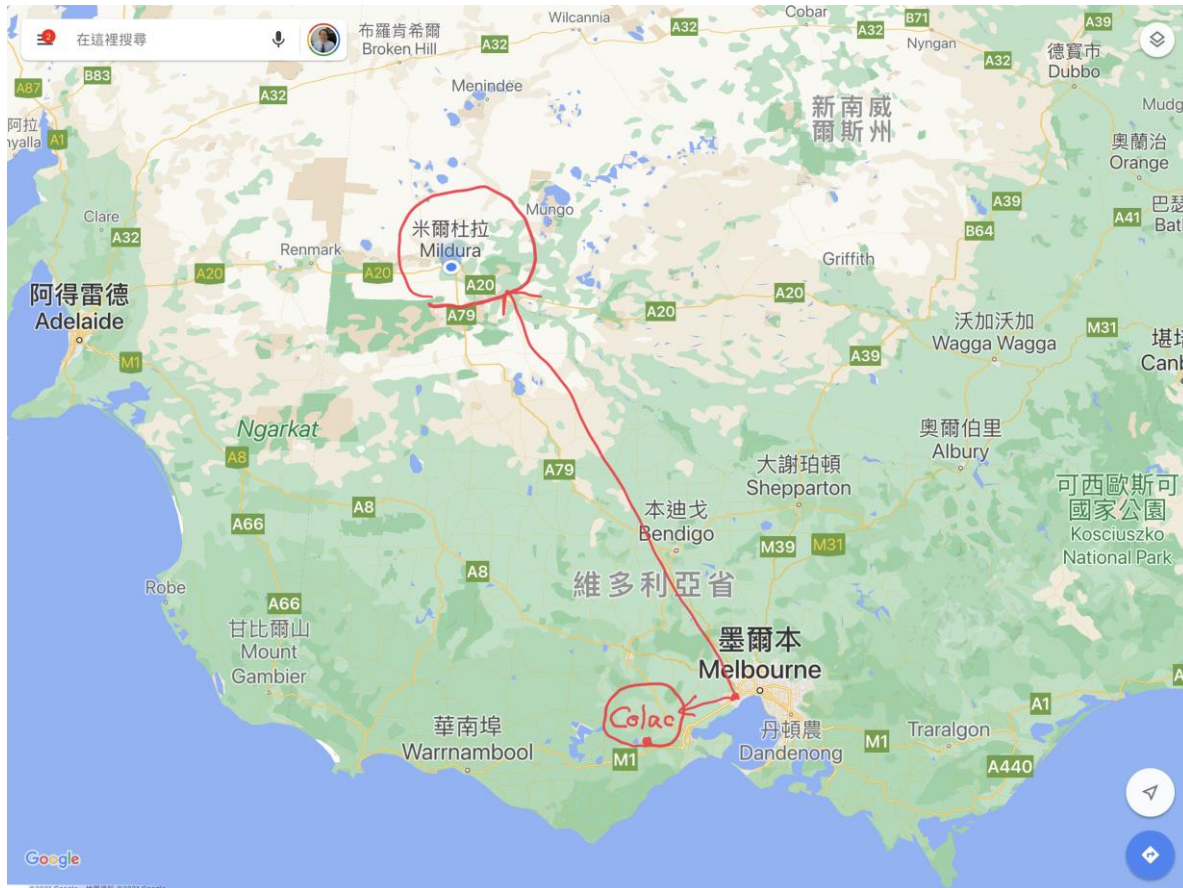 2
在這裡搜尋
布羅肯希爾
Broken Hill
Wilcannia
Cobar
B71
A39
A32
A32
A32
Nyngan
A32
德寶市
Dubbo
B83
A87
A32
Menindee
新南威
爾斯州
Mudg
阿拉
nyalla
A1
奧蘭治
Orange
Clare
A32
米爾杜拉
Mildura
Mungo
A39
A41
巴瑟
Bat
B64
Renmark
A20
A20
A20
Griffith
A20
阿得雷德
Adelaide
A79
A20
沃加沃加
Wagga Wagga
M31
堪培
Canb
M1
A39
Ngarkat
A8
A79
大謝珀頓
Shepparton
奧爾伯里
Albury
可西歐斯可
國家公園
Kosciuszko
National Park
A66
A8
本迪戈
Bendigo
M39
M31
Robe
A8
維多利亞省
A66
甘比爾山
Mount
Gambier
墨爾本
Melbourne
Colac
華南埠
Warrnambool
M1
丹頓農
Dandenong
M1
Traralgon
A1
A
A440
Google